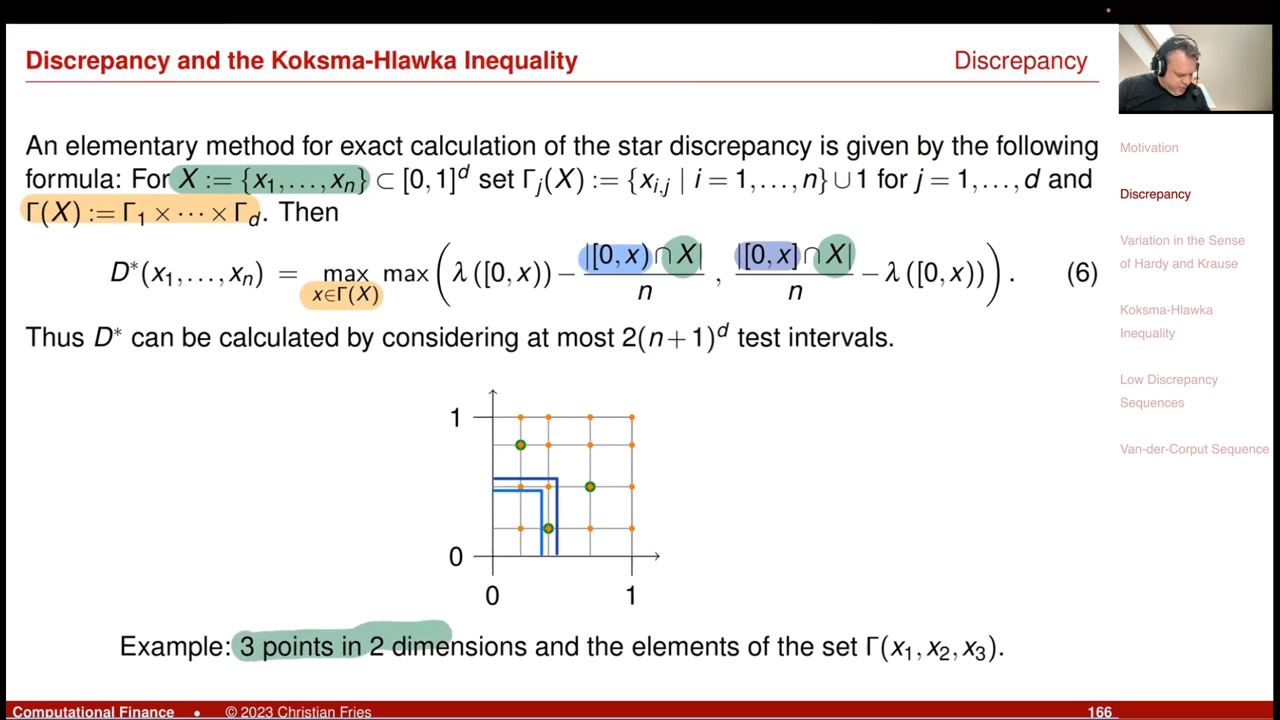 Discrepancy and the Koksma-Hlawka Inequality
Discrepancy
An elementary method for exact calculation of the star discrepancy is given by the following
formula: For X := {x₁,…,xₙ} ⊂ [0,1]ᵈ set Γⱼ(X) := {xᵢ,ⱼ | i = 1,…,n} ∪ 1 for j = 1,…,d and
Γ(X) := Γ₁ × ⋯ × Γ_d. Then
D*(x₁,…,xₙ) = max_{x∈Γ(X)} max ( λ([0,x)) − |[0,x) ∩ X| / n , |[0,x] ∩ X| / n − λ([0,x)) ) . (6)
Thus D* can be calculated by considering at most 2(n+1)ᵈ test intervals.
1
0
0 1
Example: 3 points in 2 dimensions and the elements of the set Γ(x₁,x₂,x₃).
Motivation
Discrepancy
Variation in the Sense
of Hardy and Krause
Koksma-Hlawka
Inequality
Low Discrepancy
Sequences
Van-der-Corput Sequence
Computational Finance • © 2023 Christian Fries
166